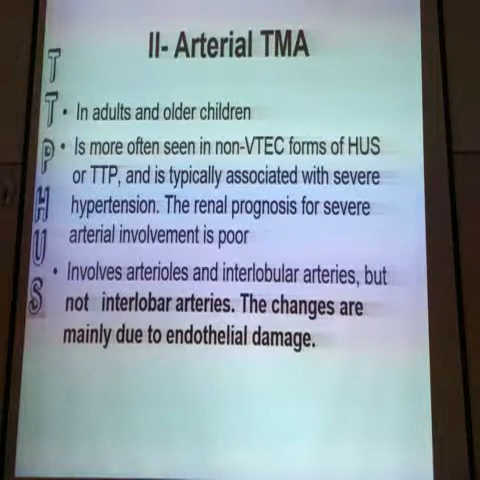 II- Arterial TMA
TTPHUS
• In adults and older children
• Is more often seen in non-VTEC forms of HUS
or TTP, and is typically associated with severe
hypertension. The renal prognosis for severe
arterial involvement is poor
• Involves arterioles and interlobular arteries, but
not interlobar arteries. The changes are
mainly due to endothelial damage.